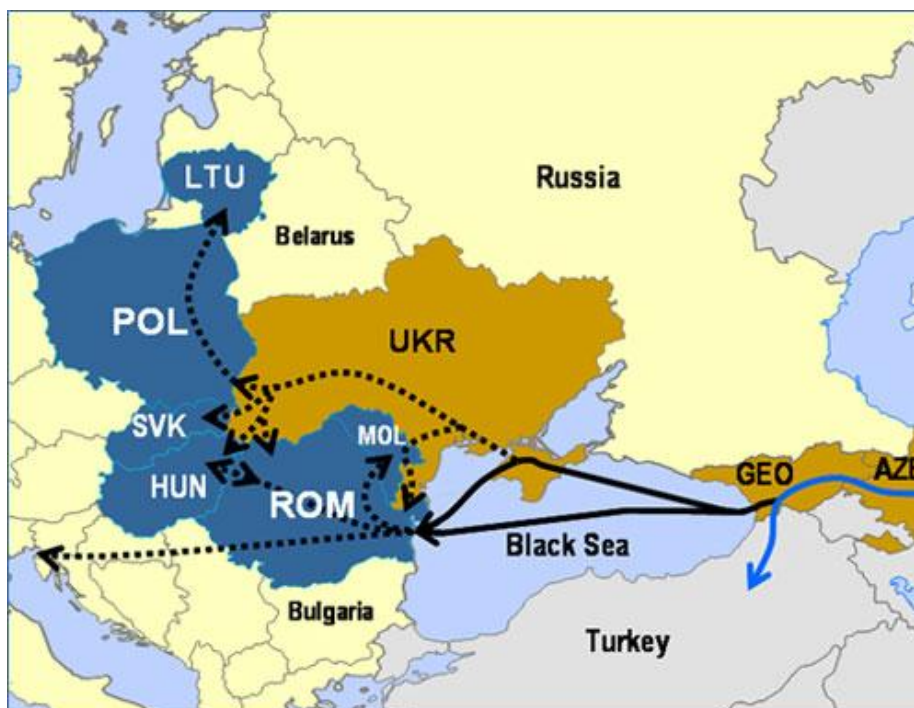 LTU
Russia
Belarus
POL
UKR
SVK
MOL
GEO
AZE
HUN
ROM
Black Sea
Bulgaria
Turkey